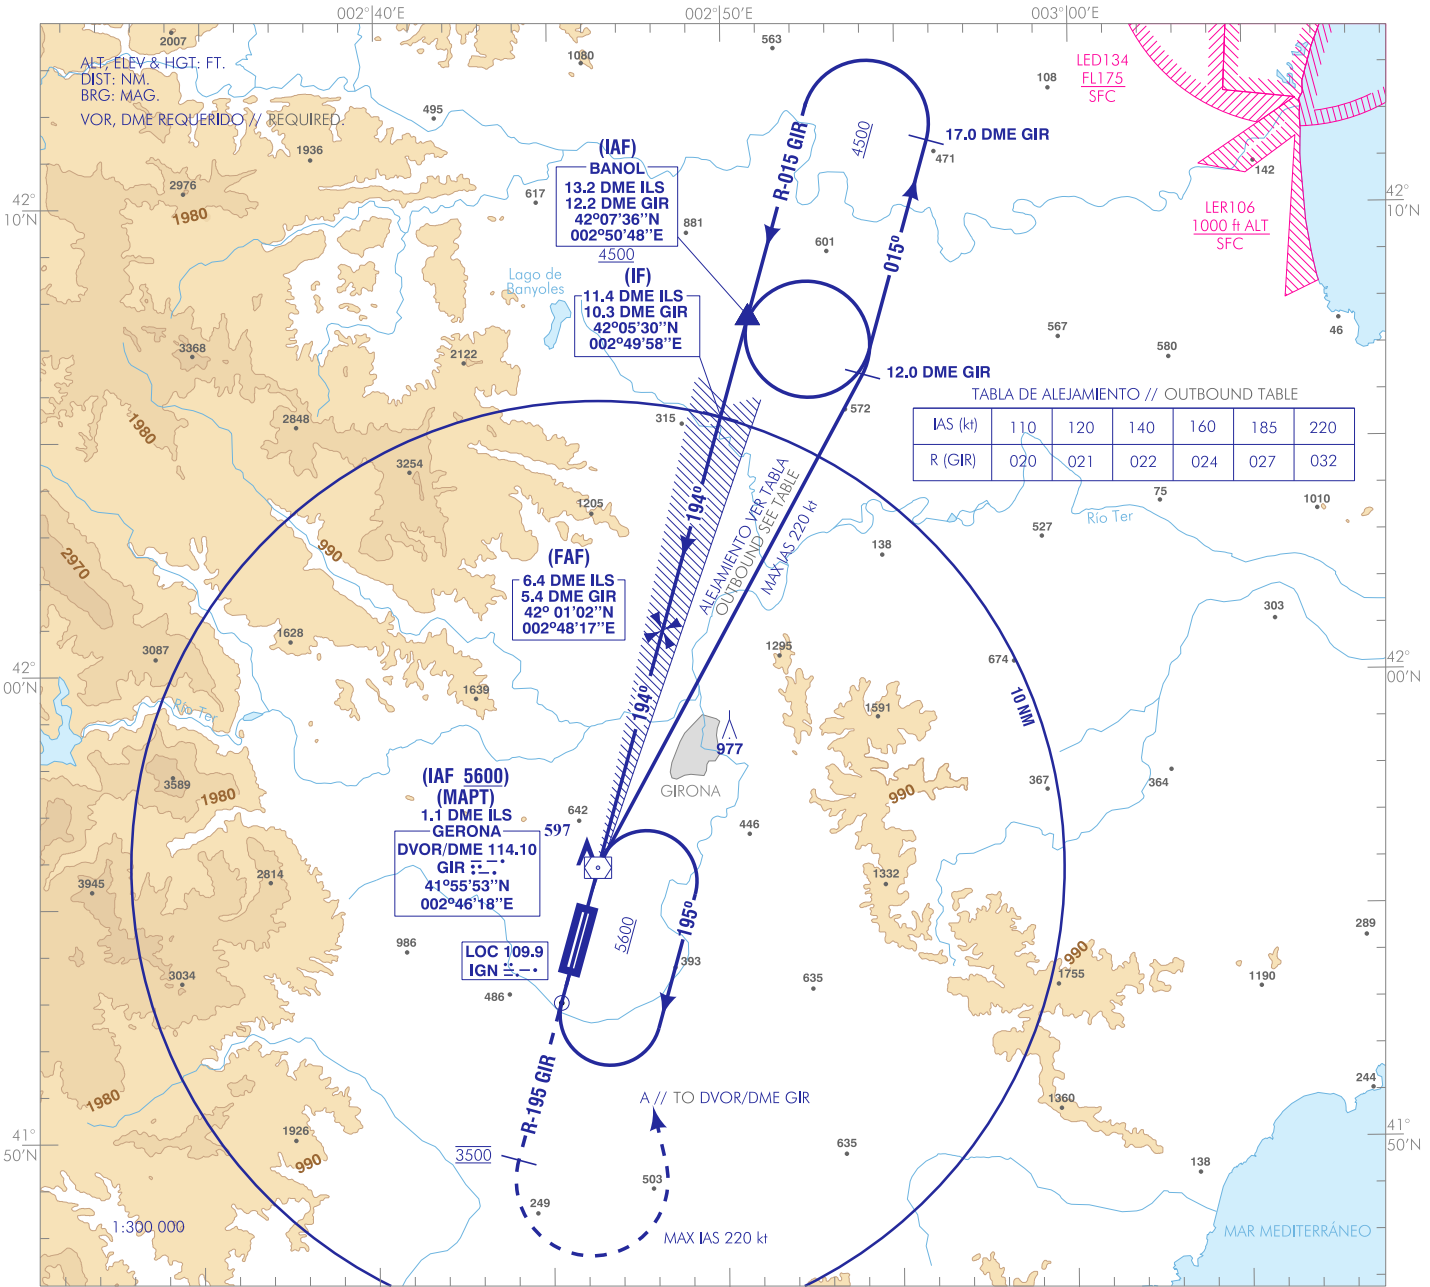 002°40'E
002°50'E
003°00'E
ALT, ELEV & HGT: FT.
DIST: NM.
BRG: MAG.
VOR, DME REQUERIDO // REQUIRED.
2007
1080
563
108
495
1936
2976
1980
617
881
601
471
142
LED134
FL175
SFC
LER106
1000 ft ALT
SFC
42°
10'N
42°
10'N
(IAF)
BANOL
13.2 DME ILS
12.2 DME GIR
42°07'36''N
002°50'48''E
4500
(IF)
11.4 DME ILS
10.3 DME GIR
42°05'30''N
002°49'58''E
R-015 GIR
4500
17.0 DME GIR
015°
12.0 DME GIR
Lago de
Banyoles
3368
2122
567
580
46
572
315
2848
1980
3254
1205
990
2970
TABLA DE ALEJAMIENTO // OUTBOUND TABLE
IAS (kt) 110 120 140 160 185 220
R (GIR) 020 021 022 024 027 032
75
1010
Río Ter
527
138
303
194°
ALEJAMIENTO VER TABLA
OUTBOUND SEE TABLE
MAX IAS 220 kt
(FAF)
6.4 DME ILS
5.4 DME GIR
42° 01'02''N
002°48'17''E
1628
3087
1639
1295
674
1591
42°
00'N
42°
00'N
Río Ter
194°
10 NM
977
GIRONA
3589
1980
990
367
364
(IAF 5600)
(MAPT)
1.1 DME ILS
GERONA
DVOR/DME 114.10
GIR
41°55'53''N
002°46'18''E
642
597
446
3945
2814
1332
289
195°
5600
393
986
LOC 109.9
IGN
486
635
990
1755
1190
3034
R-195 GIR
A // TO DVOR/DME GIR
1360
244
1980
1926
990
3500
635
138
41°
50'N
41°
50'N
503
249
MAX IAS 220 kt
1:300 000
MAR MEDITERRÁNEO